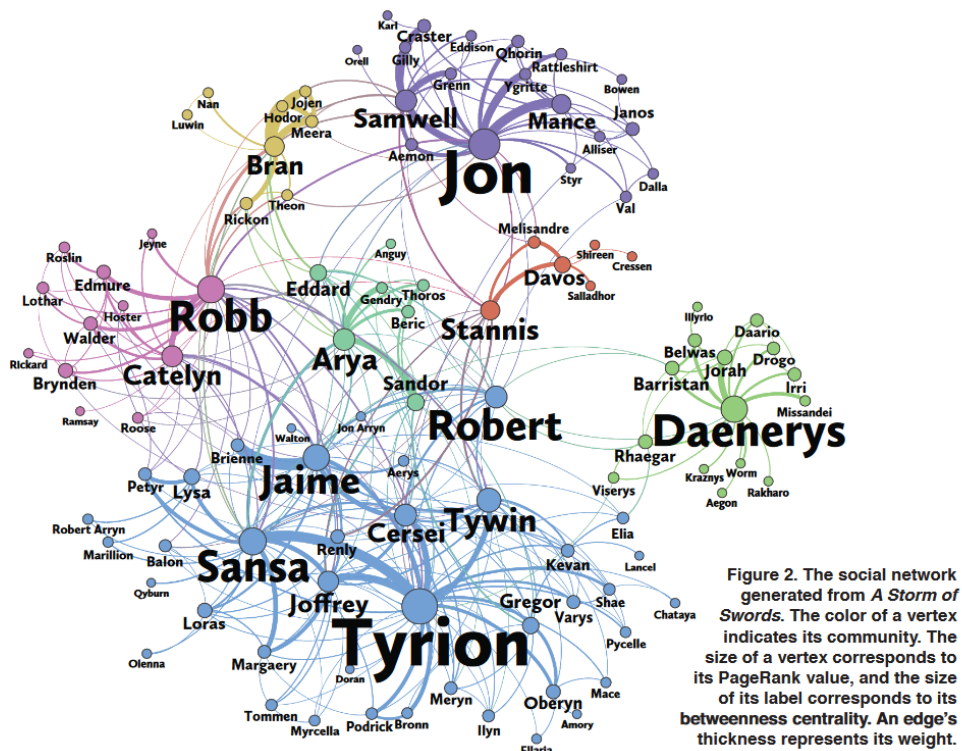 Karl
Craster
Orell
Gilly
Eddison
Qhorin
Rattleshirt
Grenn
Ygritte
Bowen
Nan
Jojen
Hodor
Samwell
Mance
Janos
Luwin
Meera
Aemon
Alliser
Bran
Jon
Styr
Dalla
Rickon
Theon
Val
Melisandre
Jeyne
Roslin
Anguy
Shireen
Cressen
Edmure
Eddard
Davos
Salladhor
Lothar
Hoster
Gendry
Thoros
Robb
Beric
Stannis
Illyrio
Daario
Walder
Arya
Belwas
Jorah
Drogo
Rickard
Catelyn
Sandor
Barristan
Irri
Brynden
Missandei
Ramsay
Roose
Jon Arryn
Robert
Daenerys
Walton
Brienne
Rhaegar
Jaime
Aerys
Kraznys
Worm
Petyr
Lysa
Viserys
Aegon
Rakharo
Robert Arryn
Cersei
Tywin
Elia
Marillion
Balon
Sansa
Renly
Kevan
Lancel
Qyburn
Joffrey
Gregor
Shae
Chataya
Loras
Varys
Tyrion
Pycelle
Olenna
Margaery
Doran
Meryn
Oberyn
Mace
Tommen
Myrcella
Podrick
Bronn
Ilyn
Amory
Ellaria
Figure 2. The social network
generated from A Storm of
Swords. The color of a vertex
indicates its community. The
size of a vertex corresponds to
its PageRank value, and the size
of its label corresponds to its
betweenness centrality. An edge's
thickness represents its weight.